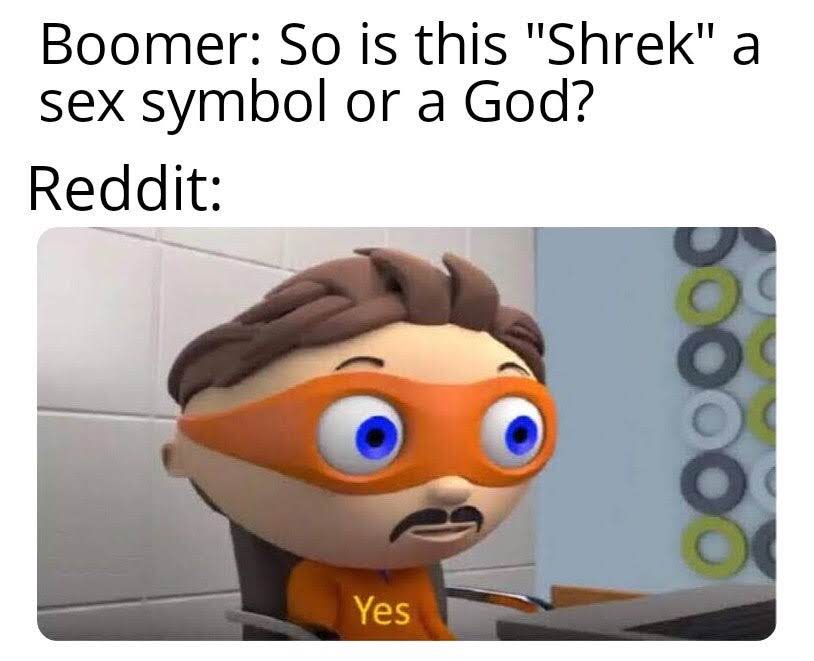 Boomer: So is this "Shrek" a
sex symbol or a God?
Reddit:
Yes